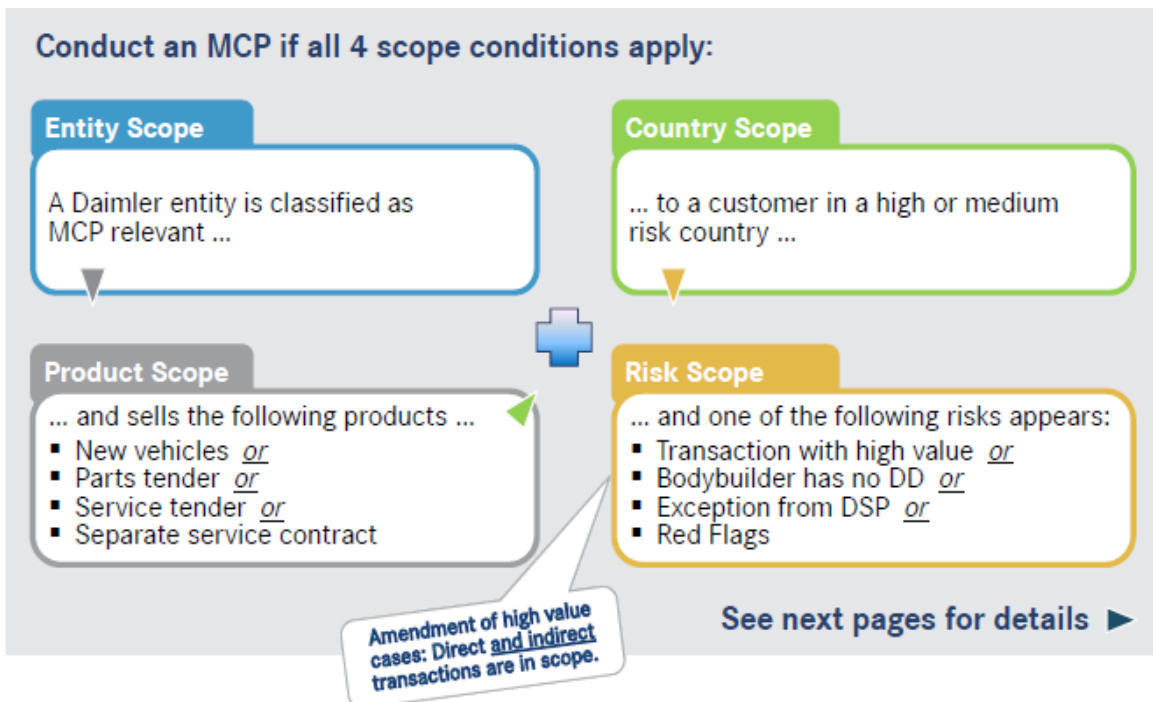 Conduct an MCP if all 4 scope conditions apply:
Entity Scope
A Daimler entity is classified as
MCP relevant ...
Country Scope
... to a customer in a high or medium
risk country ...
Product Scope
... and sells the following products ...
▪ New vehicles or
▪ Parts tender or
▪ Service tender or
▪ Separate service contract
Risk Scope
... and one of the following risks appears:
▪ Transaction with high value or
▪ Bodybuilder has no DD or
▪ Exception from DSP or
▪ Red Flags
Amendment of high value
cases: Direct and indirect
transactions are in scope.
See next pages for details ►